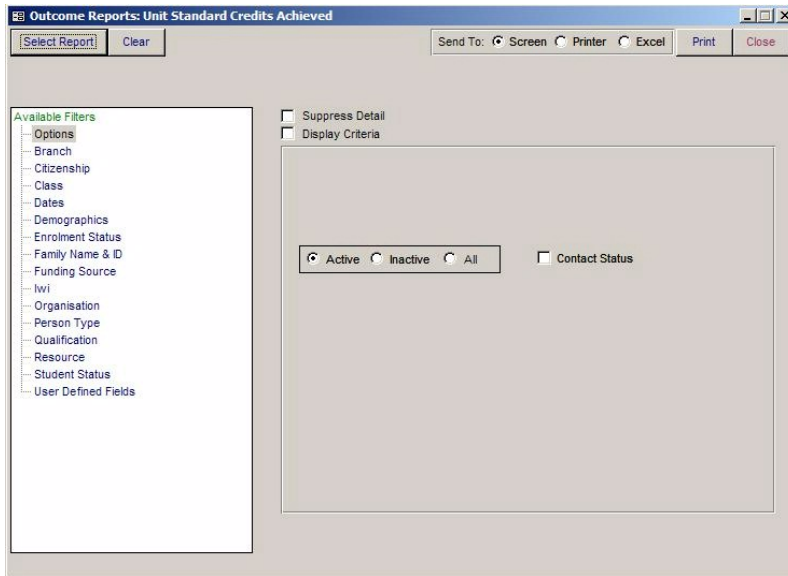 Outcome Reports: Unit Standard Credits Achieved
Select Report Clear Send To: Screen Printer Excel Print Close
Available Filters
Options
Branch
Citizenship
Class
Dates
Demographics
Enrolment Status
Family Name & ID
Funding Source
Iwi
Organisation
Person Type
Qualification
Resource
Student Status
User Defined Fields
Suppress Detail
Display Criteria
Active Inactive All Contact Status